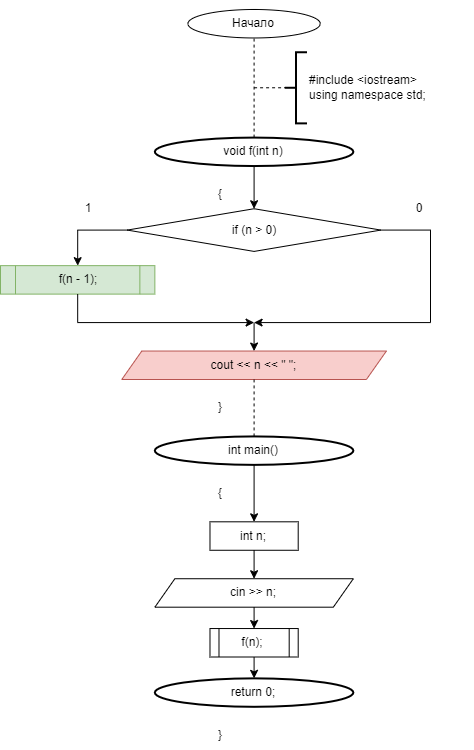 Начало
#include <iostream>
using namespace std;
void f(int n)
{
1
0
if (n > 0)
f(n - 1);
cout << n << " ";
}
int main()
{
int n;
cin >> n;
f(n);
return 0;
}